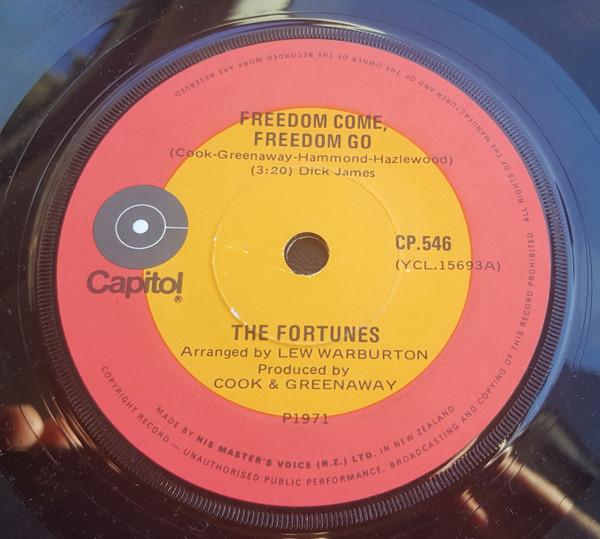 FREEDOM COME,
FREEDOM GO
(Cook-Greenaway-Hammond-Hazlewood)
(3:20) Dick James
CP.546
(YCL.15693A)
Capitol
®
THE FORTUNES
Arranged by LEW WARBURTON
Produced by
COOK & GREENAWAY
P1971
MADE BY HIS MASTER'S VOICE (N.Z.) LTD. IN NEW ZEALAND
COPYRIGHT RECORD — UNAUTHORISED PUBLIC PERFORMANCE, BROADCASTING AND COPYING OF THIS RECORD PROHIBITED ALL RIGHTS OF THE MANUFACTURER AND OF THE OWNER OF THE RECORDED WORK ARE RESERVED